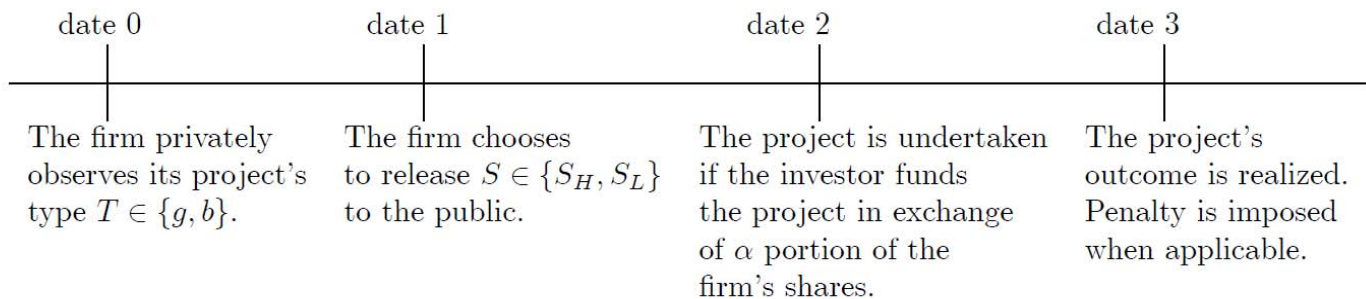 date 0
date 1
date 2
date 3
The firm privately
observes its project's
type T ∈ {g, b}.
The firm chooses
to release S ∈ {S_H, S_L}
to the public.
The project is undertaken
if the investor funds
the project in exchange
of α portion of the
firm's shares.
The project's
outcome is realized.
Penalty is imposed
when applicable.